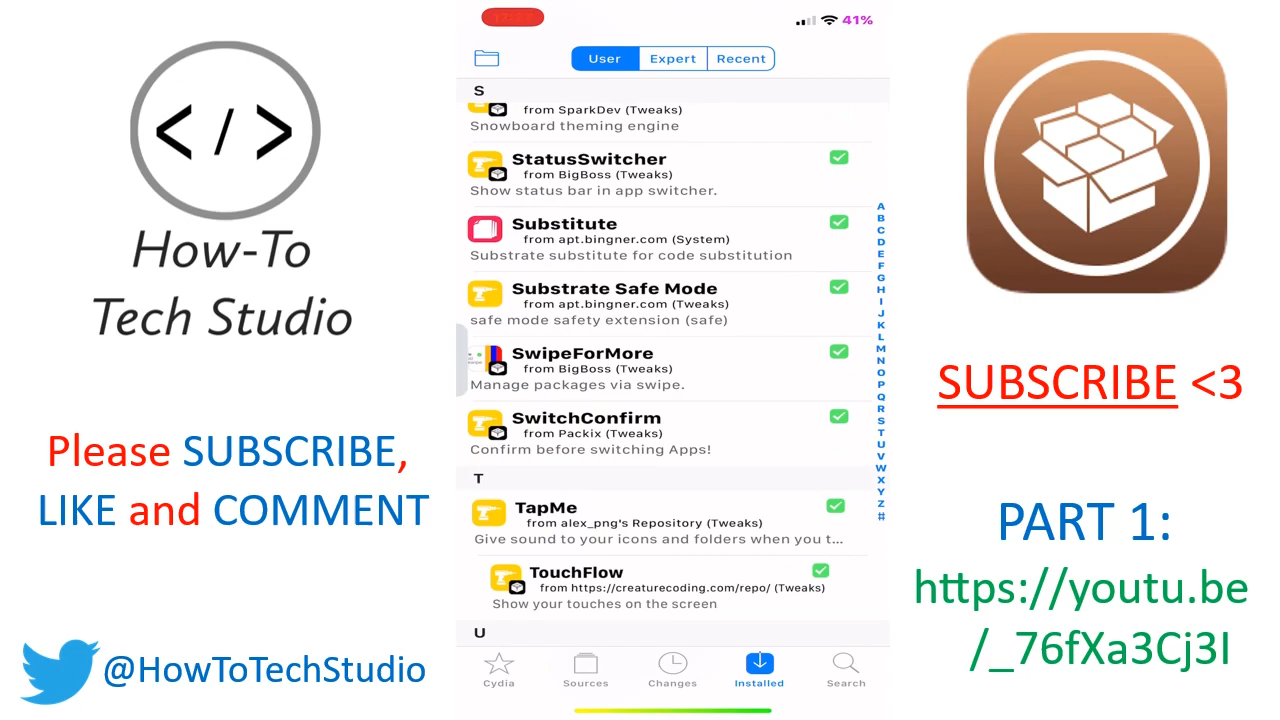 </>
How-To
Tech Studio
Please SUBSCRIBE,
LIKE and COMMENT
@HowToTechStudio
41%
User
Expert
Recent
S
from SparkDev (Tweaks)
Snowboard theming engine
StatusSwitcher
from BigBoss (Tweaks)
Show status bar in app switcher.
Substitute
from apt.bingner.com (System)
Substrate substitute for code substitution
Substrate Safe Mode
from apt.bingner.com (Tweaks)
safe mode safety extension (safe)
SwipeForMore
from BigBoss (Tweaks)
Manage packages via swipe.
SwitchConfirm
from Packix (Tweaks)
Confirm before switching Apps!
T
TapMe
from alex_png's Repository (Tweaks)
Give sound to your icons and folders when you t...
TouchFlow
from https://creaturecoding.com/repo/ (Tweaks)
Show your touches on the screen
U
A
B
C
D
E
F
G
H
I
J
K
L
M
N
O
P
Q
R
S
T
U
V
W
X
Y
Z
#
Cydia
Sources
Changes
Installed
Search
SUBSCRIBE <3
PART 1:
https://youtu.be
/_76fXa3Cj3I